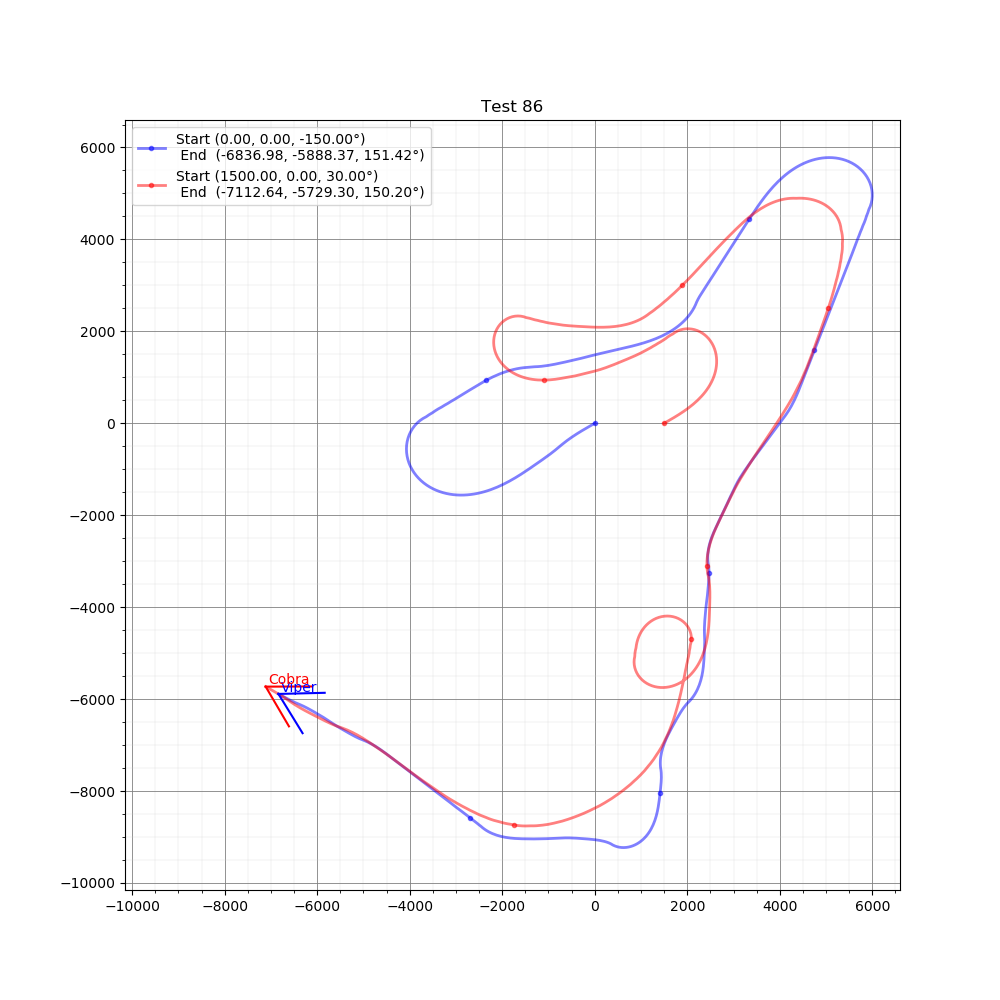 Test 86
Start (0.00, 0.00, -150.00°)
End (-6836.98, -5888.37, 151.42°)
Start (1500.00, 0.00, 30.00°)
End (-7112.64, -5729.30, 150.20°)
6000
4000
2000
0
−2000
−4000
−6000
−8000
−10000
Cobra
Viper
−10000 −8000 −6000 −4000 −2000 0 2000 4000 6000